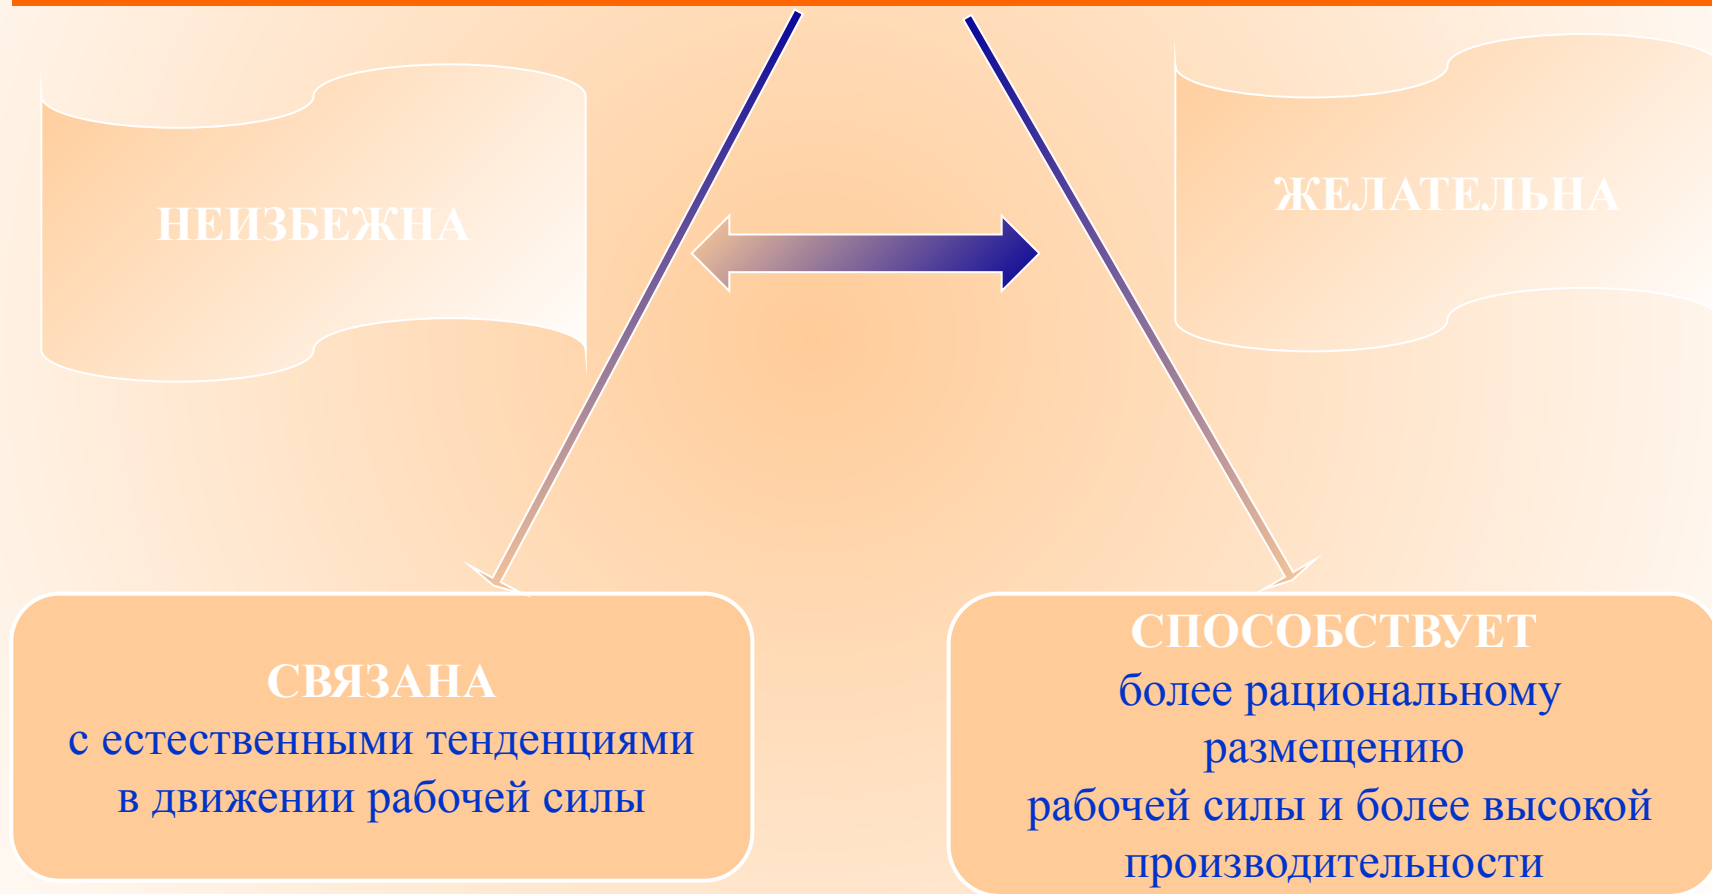 НЕИЗБЕЖНА
ЖЕЛАТЕЛЬНА
СВЯЗАНА
с естественными тенденциями
в движении рабочей силы
СПОСОБСТВУЕТ
более рациональному
размещению
рабочей силы и более высокой
производительности